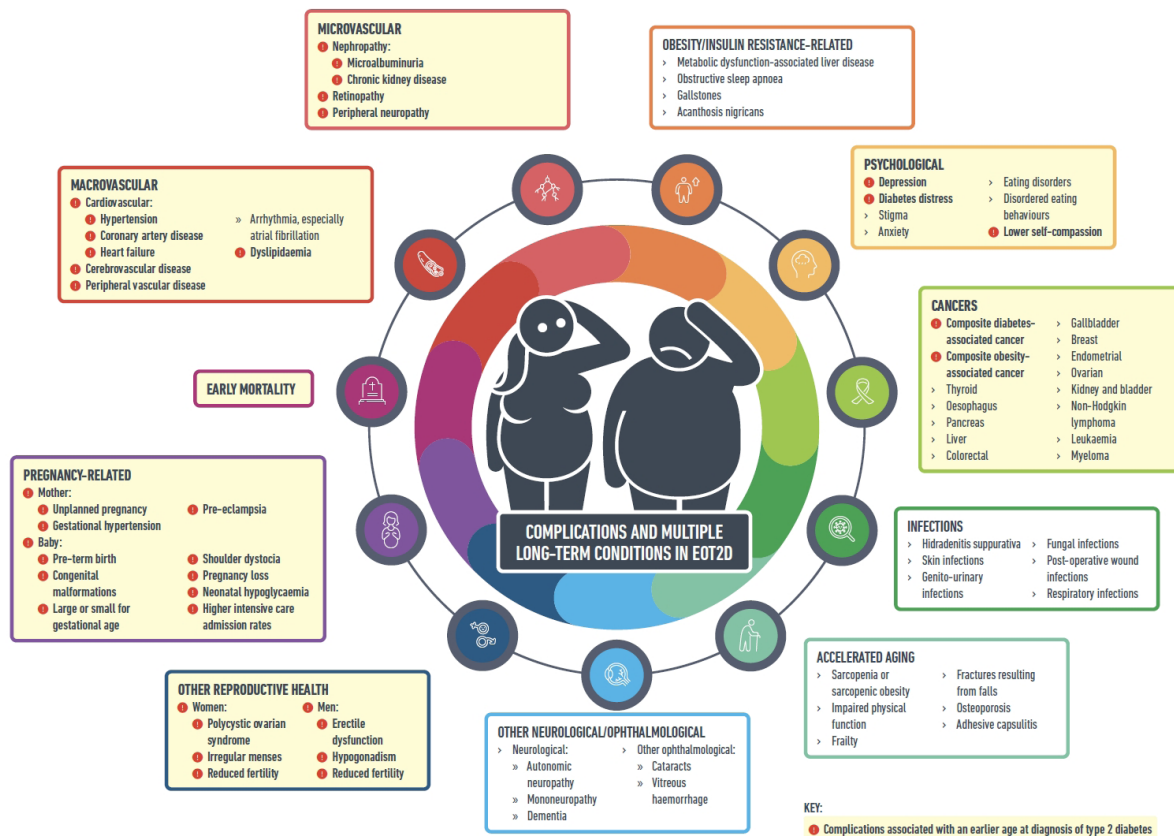 MICROVASCULAR
Nephropathy:
Microalbuminuria
Chronic kidney disease
Retinopathy
Peripheral neuropathy
OBESITY/INSULIN RESISTANCE-RELATED
› Metabolic dysfunction-associated liver disease
› Obstructive sleep apnoea
› Gallstones
› Acanthosis nigricans
MACROVASCULAR
Cardiovascular:
Hypertension
Coronary artery disease
Heart failure
» Arrhythmia, especially
atrial fibrillation
Dyslipidaemia
Cerebrovascular disease
Peripheral vascular disease
PSYCHOLOGICAL
Depression
Diabetes distress
› Stigma
› Anxiety
› Eating disorders
› Disordered eating
behaviours
Lower self-compassion
CANCERS
Composite diabetes-
associated cancer
Composite obesity-
associated cancer
› Thyroid
› Oesophagus
› Pancreas
› Liver
› Colorectal
› Gallbladder
› Breast
› Endometrial
› Ovarian
› Kidney and bladder
› Non-Hodgkin
lymphoma
› Leukaemia
› Myeloma
EARLY MORTALITY
PREGNANCY-RELATED
Mother:
Unplanned pregnancy
Gestational hypertension
Pre-eclampsia
Baby:
Pre-term birth
Congenital
malformations
Large or small for
gestational age
Shoulder dystocia
Pregnancy loss
Neonatal hypoglycaemia
Higher intensive care
admission rates
COMPLICATIONS AND MULTIPLE
LONG-TERM CONDITIONS IN EOT2D
INFECTIONS
› Hidradenitis suppurativa
› Skin infections
› Genito-urinary
infections
› Fungal infections
› Post-operative wound
infections
› Respiratory infections
ACCELERATED AGING
› Sarcopenia or
sarcopenic obesity
› Impaired physical
function
› Frailty
› Fractures resulting
from falls
› Osteoporosis
› Adhesive capsulitis
OTHER REPRODUCTIVE HEALTH
Women:
Polycystic ovarian
syndrome
Irregular menses
Reduced fertility
Men:
Erectile
dysfunction
Hypogonadism
Reduced fertility
OTHER NEUROLOGICAL/OPHTHALMOLOGICAL
› Neurological:
» Autonomic
neuropathy
» Mononeuropathy
» Dementia
› Other ophthalmological:
» Cataracts
» Vitreous
haemorrhage
KEY:
Complications associated with an earlier age at diagnosis of type 2 diabetes